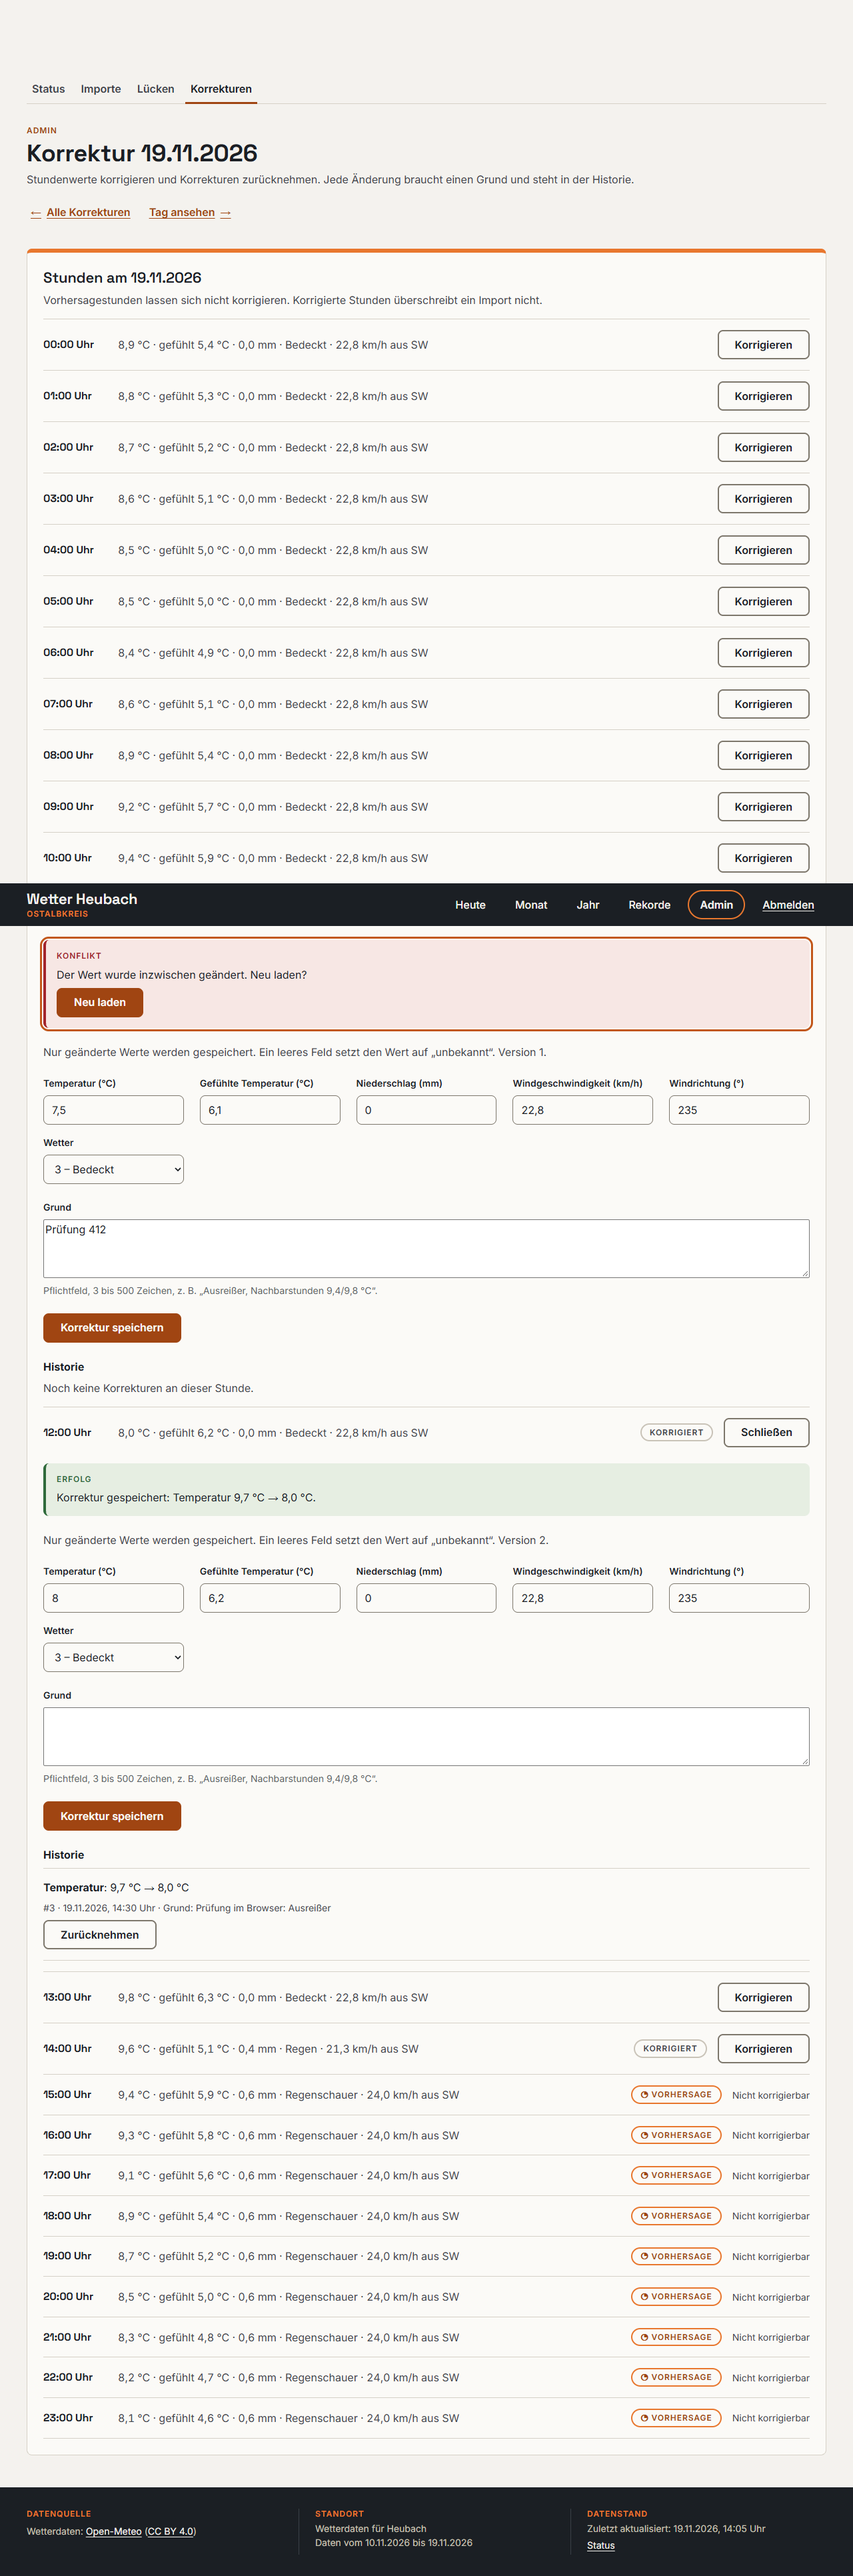 Status Importe Lücken Korrekturen
ADMIN
Korrektur 19.11.2026
Stundenwerte korrigieren und Korrekturen zurücknehmen. Jede Änderung braucht einen Grund und steht in der Historie.
← Alle Korrekturen Tag ansehen →
Stunden am 19.11.2026
Vorhersagestunden lassen sich nicht korrigieren. Korrigierte Stunden überschreibt ein Import nicht.
00:00 Uhr 8,9 °C · gefühlt 5,4 °C · 0,0 mm · Bedeckt · 22,8 km/h aus SW Korrigieren
01:00 Uhr 8,8 °C · gefühlt 5,3 °C · 0,0 mm · Bedeckt · 22,8 km/h aus SW Korrigieren
02:00 Uhr 8,7 °C · gefühlt 5,2 °C · 0,0 mm · Bedeckt · 22,8 km/h aus SW Korrigieren
03:00 Uhr 8,6 °C · gefühlt 5,1 °C · 0,0 mm · Bedeckt · 22,8 km/h aus SW Korrigieren
04:00 Uhr 8,5 °C · gefühlt 5,0 °C · 0,0 mm · Bedeckt · 22,8 km/h aus SW Korrigieren
05:00 Uhr 8,5 °C · gefühlt 5,0 °C · 0,0 mm · Bedeckt · 22,8 km/h aus SW Korrigieren
06:00 Uhr 8,4 °C · gefühlt 4,9 °C · 0,0 mm · Bedeckt · 22,8 km/h aus SW Korrigieren
07:00 Uhr 8,6 °C · gefühlt 5,1 °C · 0,0 mm · Bedeckt · 22,8 km/h aus SW Korrigieren
08:00 Uhr 8,9 °C · gefühlt 5,4 °C · 0,0 mm · Bedeckt · 22,8 km/h aus SW Korrigieren
09:00 Uhr 9,2 °C · gefühlt 5,7 °C · 0,0 mm · Bedeckt · 22,8 km/h aus SW Korrigieren
10:00 Uhr 9,4 °C · gefühlt 5,9 °C · 0,0 mm · Bedeckt · 22,8 km/h aus SW Korrigieren
Wetter Heubach
OSTALBKREIS
Heute Monat Jahr Rekorde Admin Abmelden
KONFLIKT
Der Wert wurde inzwischen geändert. Neu laden?
Neu laden
Nur geänderte Werte werden gespeichert. Ein leeres Feld setzt den Wert auf „unbekannt“. Version 1.
Temperatur (°C) Gefühlte Temperatur (°C) Niederschlag (mm) Windgeschwindigkeit (km/h) Windrichtung (°)
7,5 6,1 0 22,8 235
Wetter
3 – Bedeckt
Grund
Prüfung 412
Pflichtfeld, 3 bis 500 Zeichen, z. B. „Ausreißer, Nachbarstunden 9,4/9,8 °C“.
Korrektur speichern
Historie
Noch keine Korrekturen an dieser Stunde.
12:00 Uhr 8,0 °C · gefühlt 6,2 °C · 0,0 mm · Bedeckt · 22,8 km/h aus SW KORRIGIERT Schließen
ERFOLG
Korrektur gespeichert: Temperatur 9,7 °C → 8,0 °C.
Nur geänderte Werte werden gespeichert. Ein leeres Feld setzt den Wert auf „unbekannt“. Version 2.
Temperatur (°C) Gefühlte Temperatur (°C) Niederschlag (mm) Windgeschwindigkeit (km/h) Windrichtung (°)
8 6,2 0 22,8 235
Wetter
3 – Bedeckt
Grund
Pflichtfeld, 3 bis 500 Zeichen, z. B. „Ausreißer, Nachbarstunden 9,4/9,8 °C“.
Korrektur speichern
Historie
Temperatur: 9,7 °C → 8,0 °C
#3 · 19.11.2026, 14:30 Uhr · Grund: Prüfung im Browser: Ausreißer
Zurücknehmen
13:00 Uhr 9,8 °C · gefühlt 6,3 °C · 0,0 mm · Bedeckt · 22,8 km/h aus SW Korrigieren
14:00 Uhr 9,6 °C · gefühlt 5,1 °C · 0,4 mm · Regen · 21,3 km/h aus SW KORRIGIERT Korrigieren
15:00 Uhr 9,4 °C · gefühlt 5,9 °C · 0,6 mm · Regenschauer · 24,0 km/h aus SW VORHERSAGE Nicht korrigierbar
16:00 Uhr 9,3 °C · gefühlt 5,8 °C · 0,6 mm · Regenschauer · 24,0 km/h aus SW VORHERSAGE Nicht korrigierbar
17:00 Uhr 9,1 °C · gefühlt 5,6 °C · 0,6 mm · Regenschauer · 24,0 km/h aus SW VORHERSAGE Nicht korrigierbar
18:00 Uhr 8,9 °C · gefühlt 5,4 °C · 0,6 mm · Regenschauer · 24,0 km/h aus SW VORHERSAGE Nicht korrigierbar
19:00 Uhr 8,7 °C · gefühlt 5,2 °C · 0,6 mm · Regenschauer · 24,0 km/h aus SW VORHERSAGE Nicht korrigierbar
20:00 Uhr 8,5 °C · gefühlt 5,0 °C · 0,6 mm · Regenschauer · 24,0 km/h aus SW VORHERSAGE Nicht korrigierbar
21:00 Uhr 8,3 °C · gefühlt 4,8 °C · 0,6 mm · Regenschauer · 24,0 km/h aus SW VORHERSAGE Nicht korrigierbar
22:00 Uhr 8,2 °C · gefühlt 4,7 °C · 0,6 mm · Regenschauer · 24,0 km/h aus SW VORHERSAGE Nicht korrigierbar
23:00 Uhr 8,1 °C · gefühlt 4,6 °C · 0,6 mm · Regenschauer · 24,0 km/h aus SW VORHERSAGE Nicht korrigierbar
DATENQUELLE
Wetterdaten: Open-Meteo (CC BY 4.0)
STANDORT
Wetterdaten für Heubach
Daten vom 10.11.2026 bis 19.11.2026
DATENSTAND
Zuletzt aktualisiert: 19.11.2026, 14:05 Uhr
Status